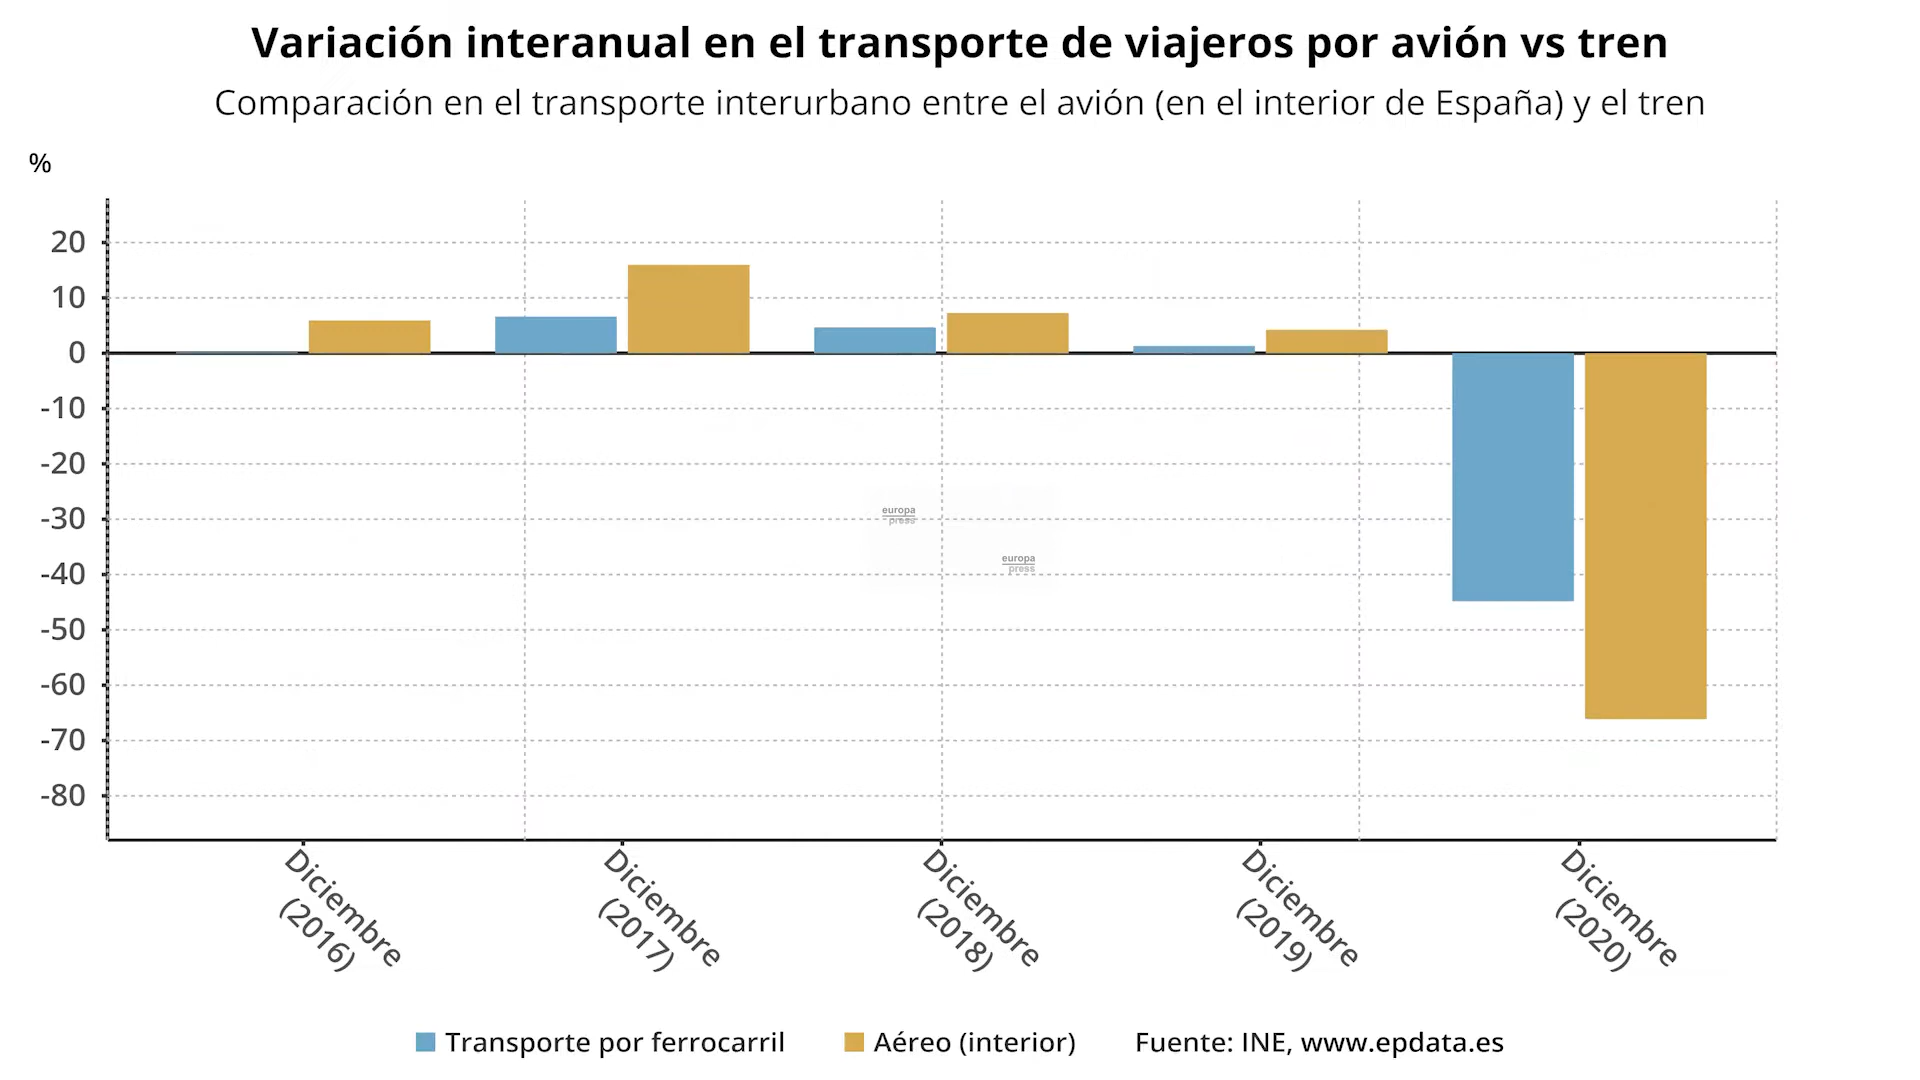 Variación interanual en el transporte de viajeros por avión vs tren
Comparación en el transporte interurbano entre el avión (en el interior de España) y el tren
%
20
10
0
-10
-20
-30
-40
-50
-60
-70
-80
europa
press
europa
press
Diciembre
(2016)
Diciembre
(2017)
Diciembre
(2018)
Diciembre
(2019)
Diciembre
(2020)
Transporte por ferrocarril
Aéreo (interior)
Fuente: INE, www.epdata.es